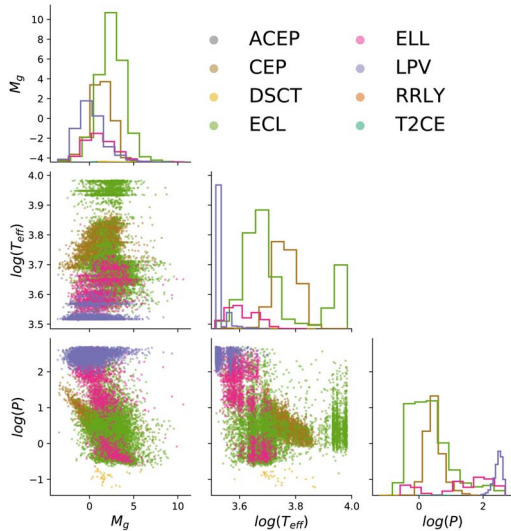 10
8
6
4
2
0
−2
−4
M_g
ACEP
CEP
DSCT
ECL
ELL
LPV
RRLY
T2CE
4.0
3.9
3.8
3.7
3.6
3.5
log(T_eff)
2
1
0
−1
log(P)
0 5 10
M_g
3.6 3.8 4.0
log(T_eff)
0 2
log(P)